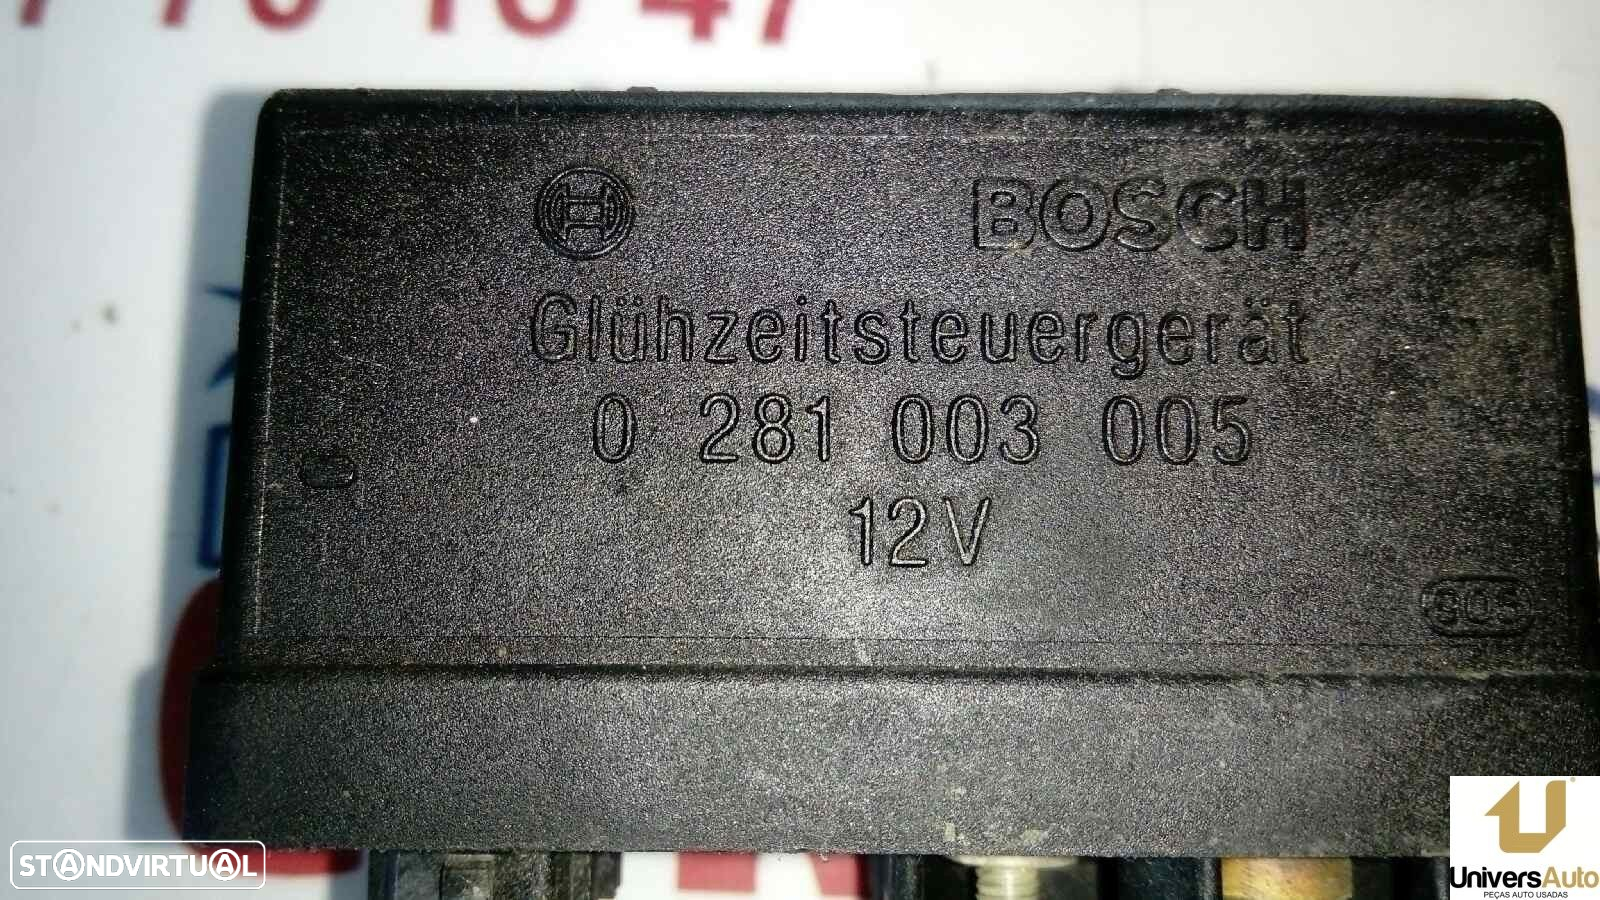 BOSCH
Glühzeitsteuergerät
0 281 003 005
12V
STANDVIRTUAL
UniversAuto
PEÇAS AUTO USADAS